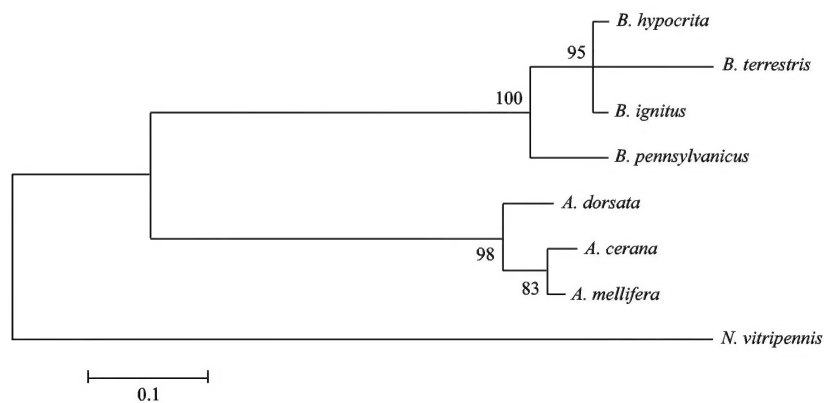 B. hypocrita
95
B. terrestris
100
B. ignitus
B. pennsylvanicus
A. dorsata
98
A. cerana
83
A. mellifera
N. vitripennis
0.1